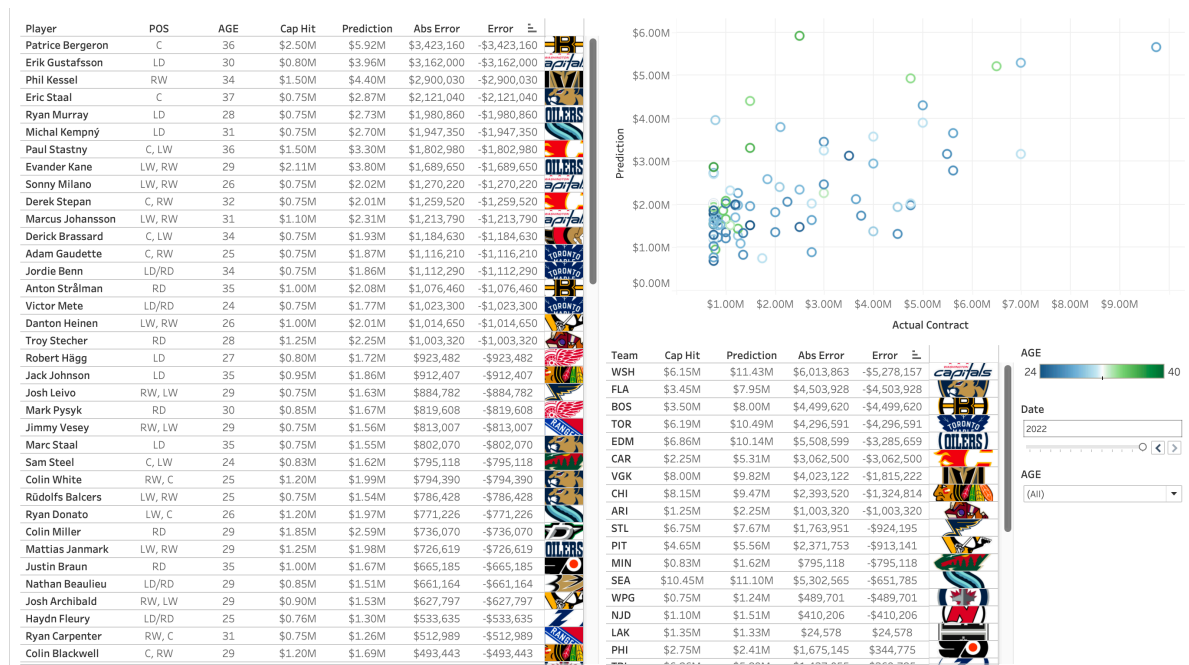 Player POS AGE Cap Hit Prediction Abs Error Error
Patrice Bergeron C 36 $2.50M $5.92M $3,423,160 -$3,423,160
Erik Gustafsson LD 30 $0.80M $3.96M $3,162,000 -$3,162,000
Phil Kessel RW 34 $1.50M $4.40M $2,900,030 -$2,900,030
Eric Staal C 37 $0.75M $2.87M $2,121,040 -$2,121,040
Ryan Murray LD 28 $0.75M $2.73M $1,980,860 -$1,980,860
Michal Kempný LD 31 $0.75M $2.70M $1,947,350 -$1,947,350
Paul Stastny C, LW 36 $1.50M $3.30M $1,802,980 -$1,802,980
Evander Kane LW, RW 29 $2.11M $3.80M $1,689,650 -$1,689,650
Sonny Milano LW, RW 26 $0.75M $2.02M $1,270,220 -$1,270,220
Derek Stepan C, RW 32 $0.75M $2.01M $1,259,520 -$1,259,520
Marcus Johansson LW, RW 31 $1.10M $2.31M $1,213,790 -$1,213,790
Derick Brassard C, LW 34 $0.75M $1.93M $1,184,630 -$1,184,630
Adam Gaudette C, RW 25 $0.75M $1.87M $1,116,210 -$1,116,210
Jordie Benn LD/RD 34 $0.75M $1.86M $1,112,290 -$1,112,290
Anton Strålman RD 35 $1.00M $2.08M $1,076,460 -$1,076,460
Victor Mete LD/RD 24 $0.75M $1.77M $1,023,300 -$1,023,300
Danton Heinen LW, RW 26 $1.00M $2.01M $1,014,650 -$1,014,650
Troy Stecher RD 28 $1.25M $2.25M $1,003,320 -$1,003,320
Robert Hägg LD 27 $0.80M $1.72M $923,482 -$923,482
Jack Johnson LD 35 $0.95M $1.86M $912,407 -$912,407
Josh Leivo RW, LW 29 $0.75M $1.63M $884,782 -$884,782
Mark Pysyk RD 30 $0.85M $1.67M $819,608 -$819,608
Jimmy Vesey RW, LW 29 $0.75M $1.56M $813,007 -$813,007
Marc Staal LD 35 $0.75M $1.55M $802,070 -$802,070
Sam Steel C, LW 24 $0.83M $1.62M $795,118 -$795,118
Colin White RW, C 25 $1.20M $1.99M $794,390 -$794,390
Rūdolfs Balcers LW, RW 25 $0.75M $1.54M $786,428 -$786,428
Ryan Donato LW, C 26 $1.20M $1.97M $771,226 -$771,226
Colin Miller RD 29 $1.85M $2.59M $736,070 -$736,070
Mattias Janmark LW, RW 29 $1.25M $1.98M $726,619 -$726,619
Justin Braun RD 35 $1.00M $1.67M $665,185 -$665,185
Nathan Beaulieu LD/RD 29 $0.85M $1.51M $661,164 -$661,164
Josh Archibald RW, LW 29 $0.90M $1.53M $627,797 -$627,797
Haydn Fleury LD/RD 25 $0.76M $1.30M $533,635 -$533,635
Ryan Carpenter RW, C 31 $0.75M $1.26M $512,989 -$512,989
Colin Blackwell C, RW 29 $1.20M $1.69M $493,443 -$493,443
$6.00M
$5.00M
$4.00M
$3.00M
$2.00M
$1.00M
$0.00M
Prediction
$1.00M $2.00M $3.00M $4.00M $5.00M $6.00M $7.00M $8.00M $9.00M
Actual Contract
Team Cap Hit Prediction Abs Error Error
WSH $6.15M $11.43M $6,013,863 -$5,278,157
FLA $3.45M $7.95M $4,503,928 -$4,503,928
BOS $3.50M $8.00M $4,499,620 -$4,499,620
TOR $6.19M $10.49M $4,296,591 -$4,296,591
EDM $6.86M $10.14M $5,508,599 -$3,285,659
CAR $2.25M $5.31M $3,062,500 -$3,062,500
VGK $8.00M $9.82M $4,023,122 -$1,815,222
CHI $8.15M $9.47M $2,393,520 -$1,324,814
ARI $1.25M $2.25M $1,003,320 -$1,003,320
STL $6.75M $7.67M $1,763,951 -$924,195
PIT $4.65M $5.56M $2,371,753 -$913,141
MIN $0.83M $1.62M $795,118 -$795,118
SEA $10.45M $11.10M $5,302,565 -$651,785
WPG $0.75M $1.24M $489,701 -$489,701
NJD $1.10M $1.51M $410,206 -$410,206
LAK $1.35M $1.33M $24,578 $24,578
PHI $2.75M $2.41M $1,675,145 $344,775
AGE
24 40
Date
2022
AGE
(All)